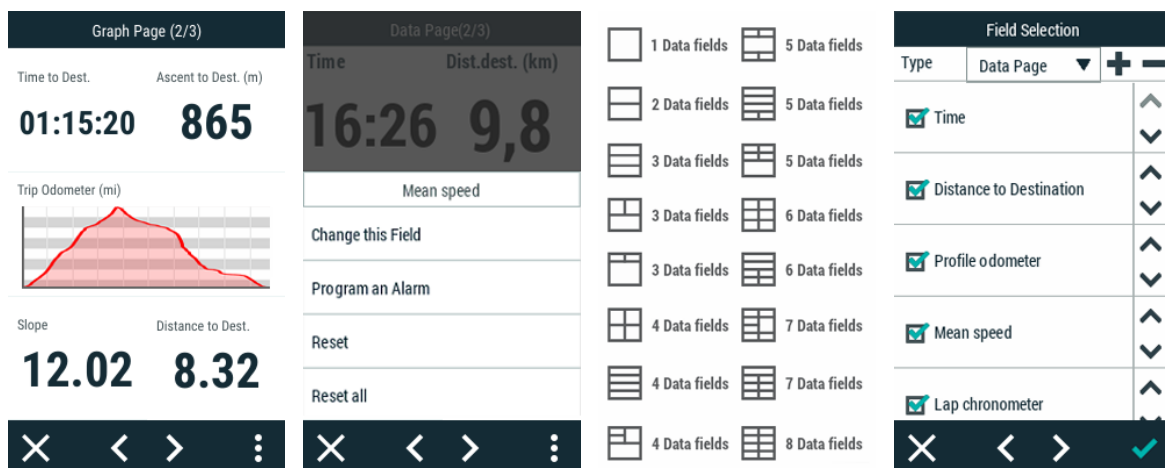 Graph Page (2/3)
Time to Dest. Ascent to Dest. (m)
01:15:20 865
Trip Odometer (mi)
Slope Distance to Dest.
12.02 8.32
Data Page(2/3)
Time Dist.dest. (km)
16:26 9,8
Mean speed
Change this Field
Program an Alarm
Reset
Reset all
1 Data fields 5 Data fields
2 Data fields 5 Data fields
3 Data fields 5 Data fields
3 Data fields 6 Data fields
3 Data fields 6 Data fields
4 Data fields 7 Data fields
4 Data fields 7 Data fields
4 Data fields 8 Data fields
Field Selection
Type Data Page
Time
Distance to Destination
Profile odometer
Mean speed
Lap chronometer